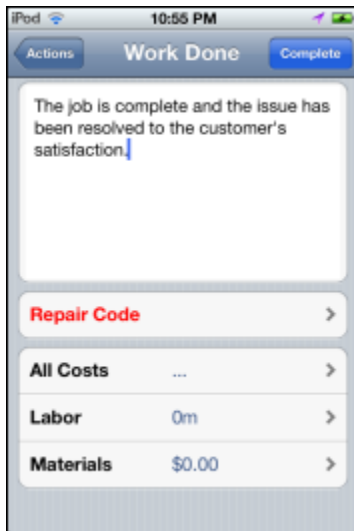 iPod 10:55 PM
Actions Work Done Complete
The job is complete and the issue has
been resolved to the customer's
satisfaction.
Repair Code
All Costs ...
Labor 0m
Materials $0.00